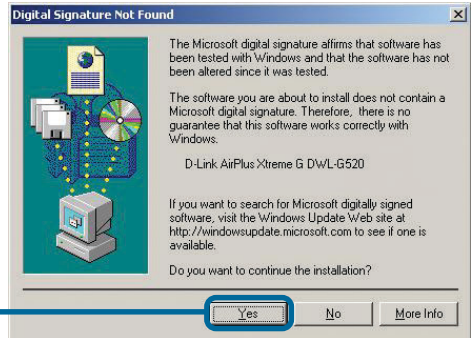 Digital Signature Not Found
The Microsoft digital signature affirms that software has
been tested with Windows and that the software has not
been altered since it was tested.
The software you are about to install does not contain a
Microsoft digital signature. Therefore, there is no
guarantee that this software works correctly with
Windows.
D-Link AirPlus Xtreme G DWL-G520
If you want to search for Microsoft digitally signed
software, visit the Windows Update Web site at
http://windowsupdate.microsoft.com to see if one is
available.
Do you want to continue the installation?
Yes No More Info